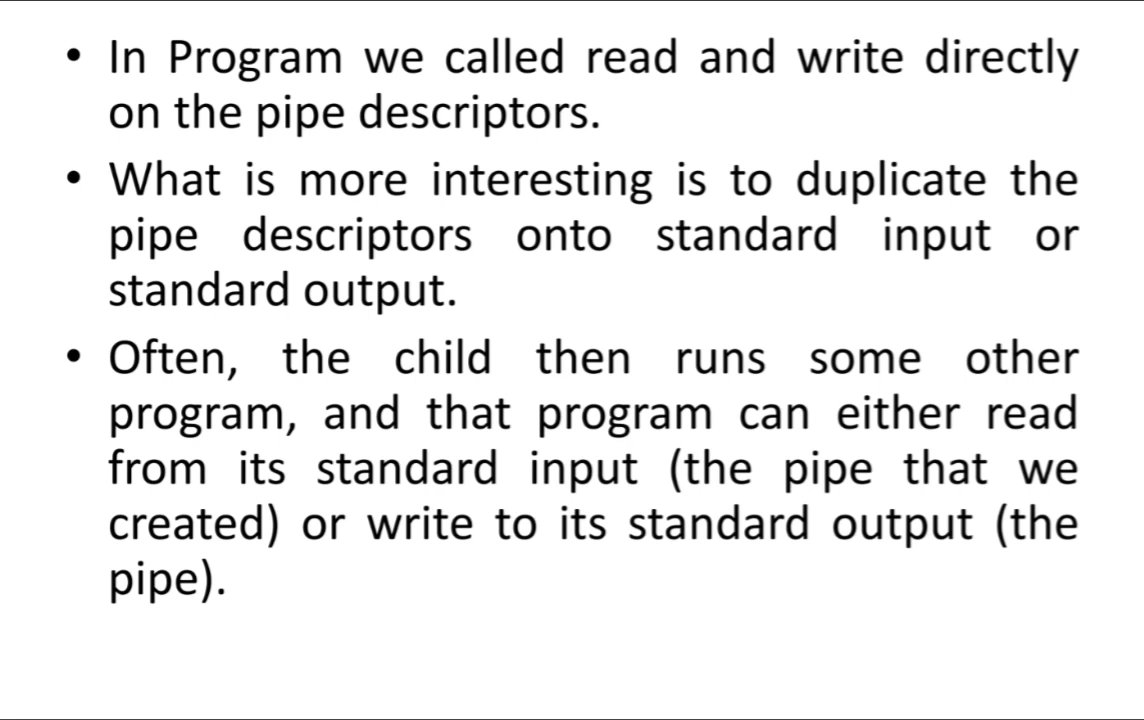 • In Program we called read and write directly
on the pipe descriptors.
• What is more interesting is to duplicate the
pipe descriptors onto standard input or
standard output.
• Often, the child then runs some other
program, and that program can either read
from its standard input (the pipe that we
created) or write to its standard output (the
pipe).